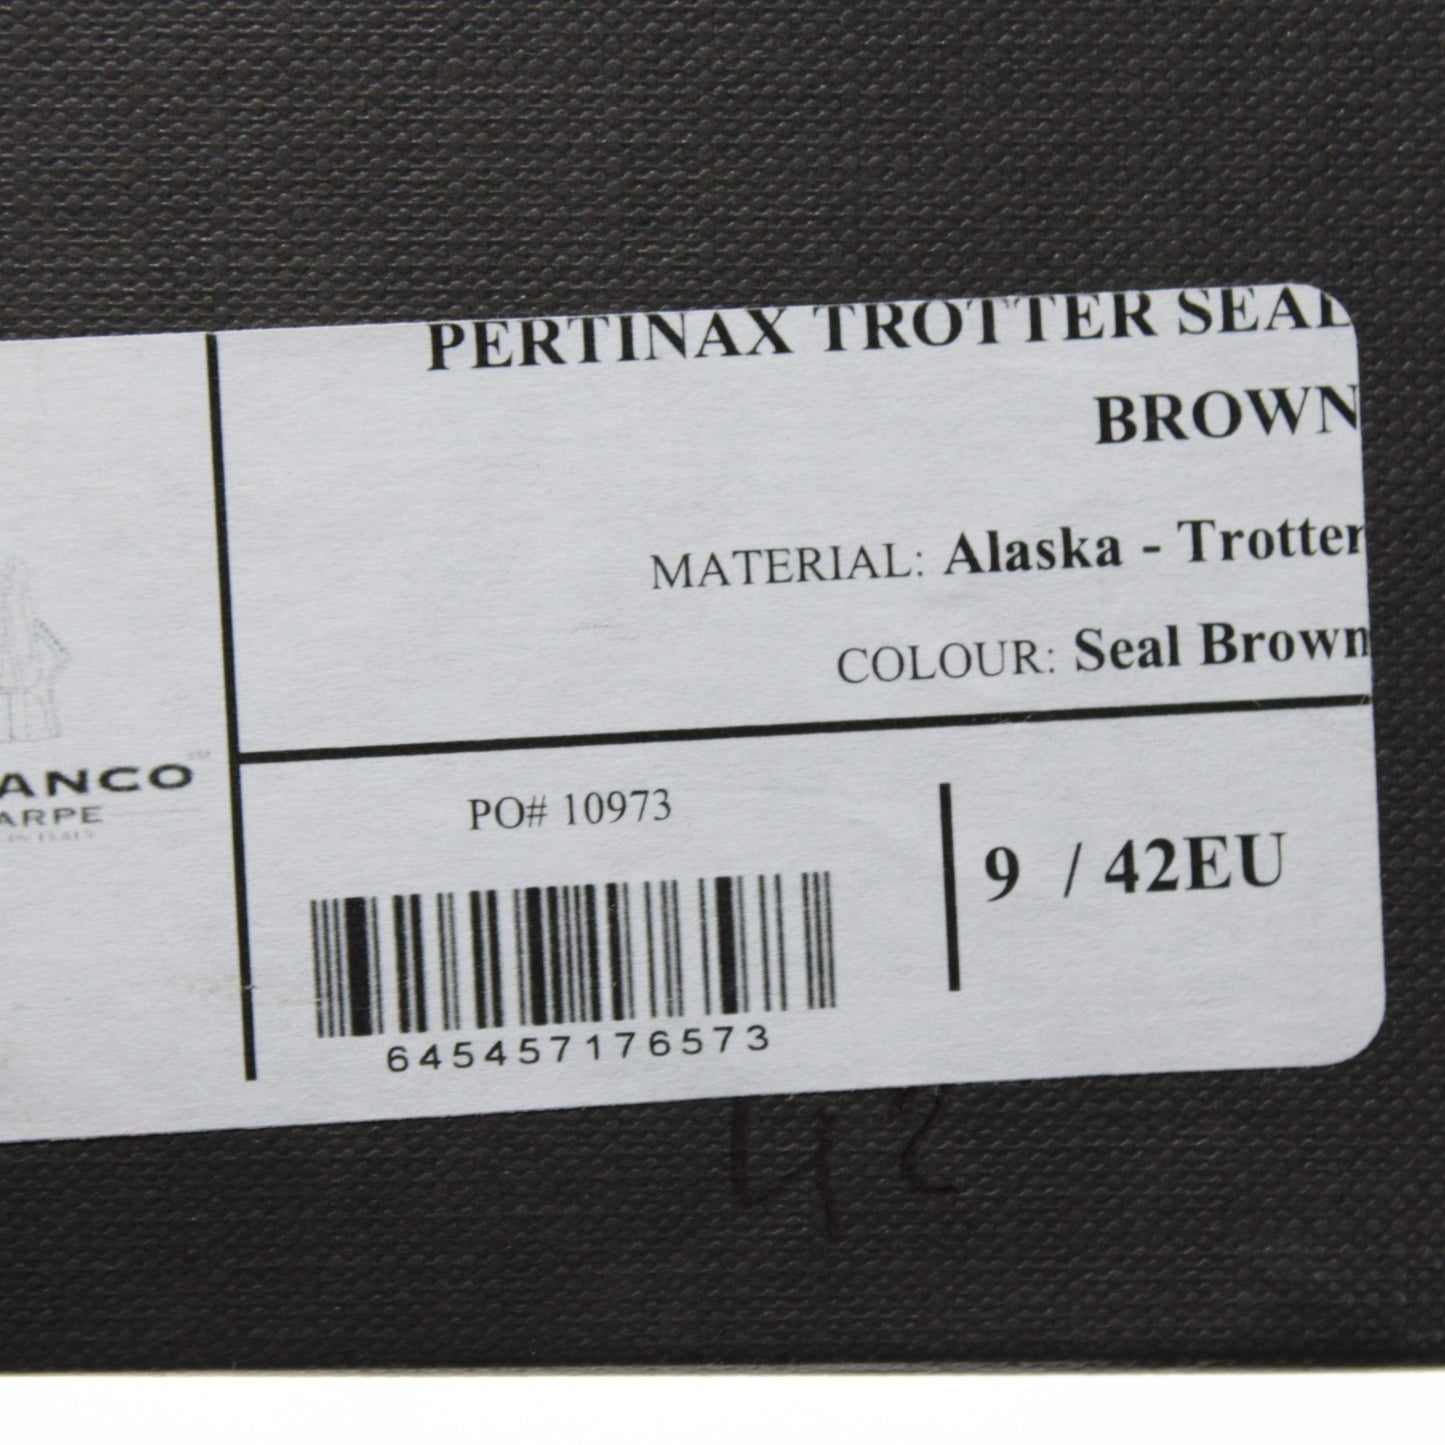 PERTINAX TROTTER SEAL
BROWN
MATERIAL: Alaska - Trotter
COLOUR: Seal Brown
ANCO
ARPE
PO# 10973
9 / 42EU
645457176573
42